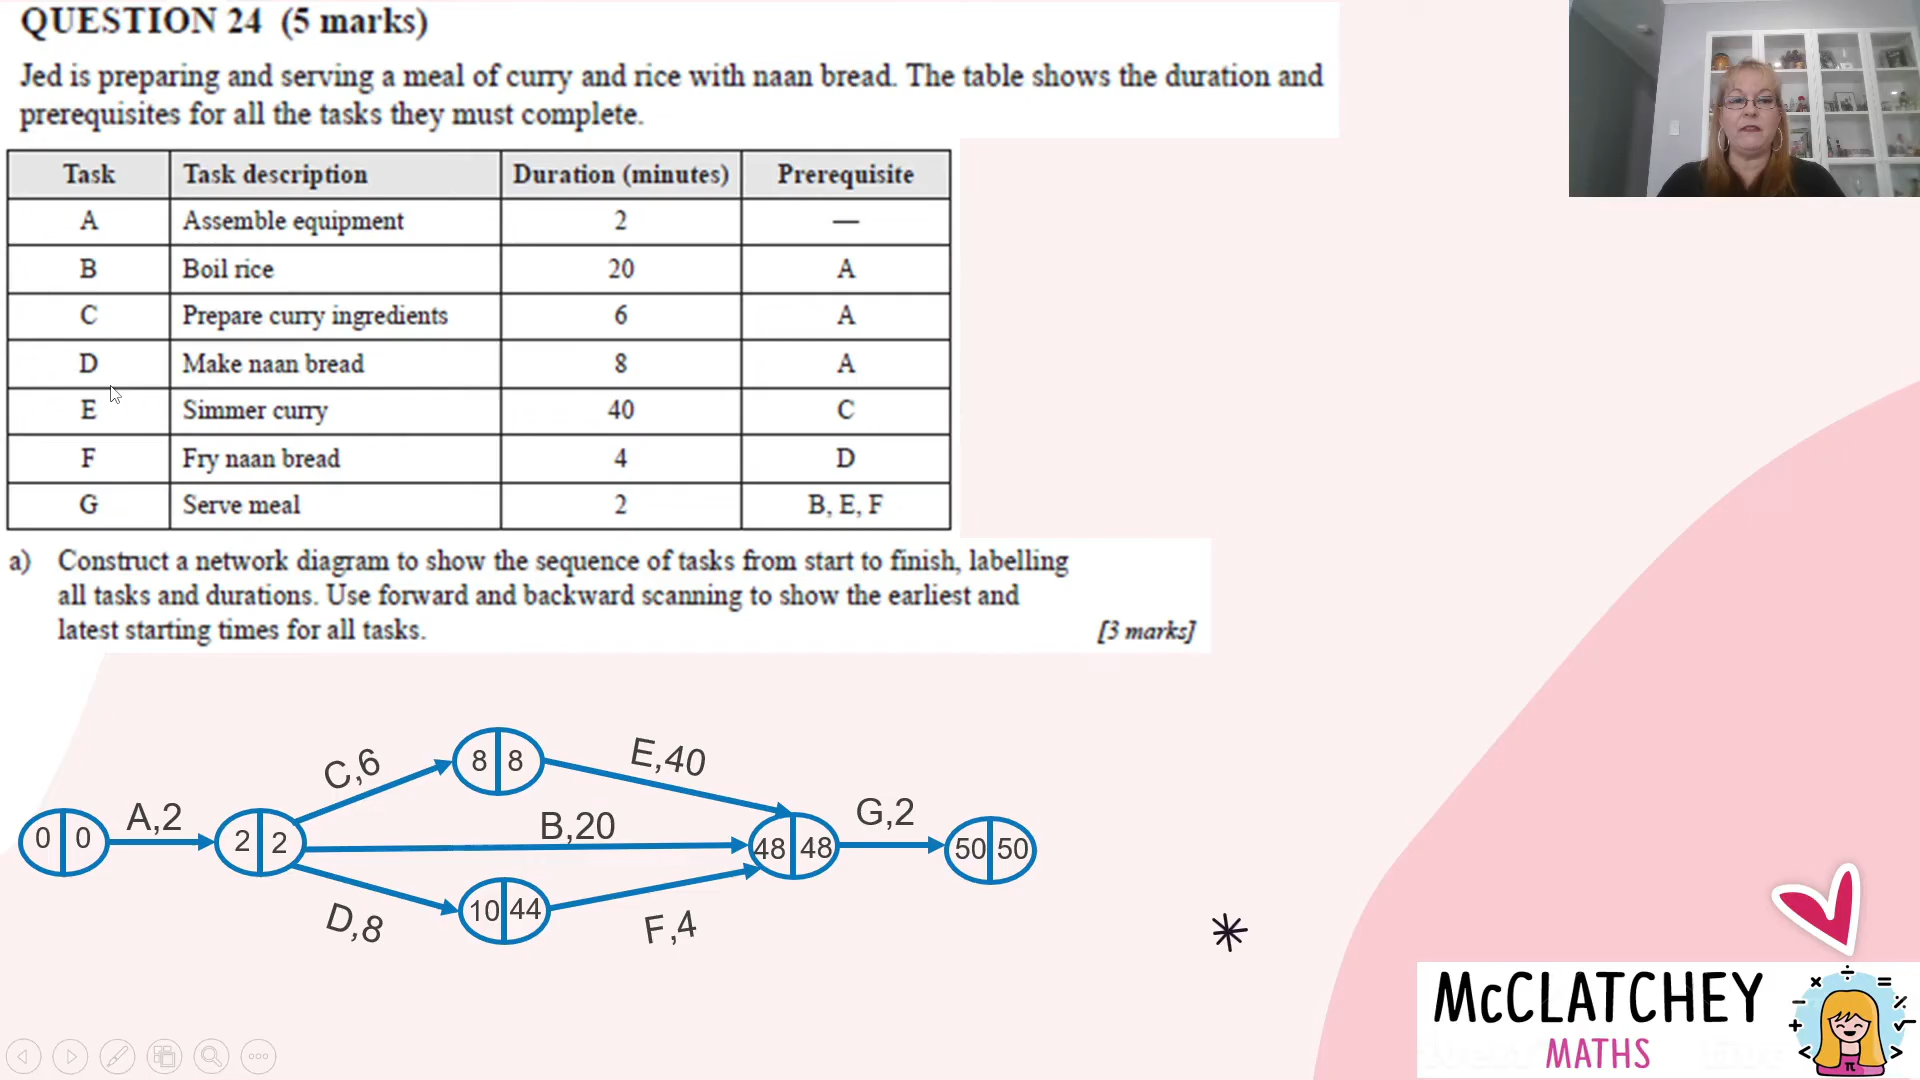 QUESTION 24 (5 marks)
Jed is preparing and serving a meal of curry and rice with naan bread. The table shows the duration and
prerequisites for all the tasks they must complete.
Task Task description Duration (minutes) Prerequisite
A Assemble equipment 2 —
B Boil rice 20 A
C Prepare curry ingredients 6 A
D Make naan bread 8 A
E Simmer curry 40 C
F Fry naan bread 4 D
G Serve meal 2 B, E, F
a) Construct a network diagram to show the sequence of tasks from start to finish, labelling
all tasks and durations. Use forward and backward scanning to show the earliest and
latest starting times for all tasks. [3 marks]
C,6
8 8
E,40
0 0
A,2
2 2
B,20
48 48
G,2
50 50
D,8
10 44
F,4
McCLATCHEY
MATHS